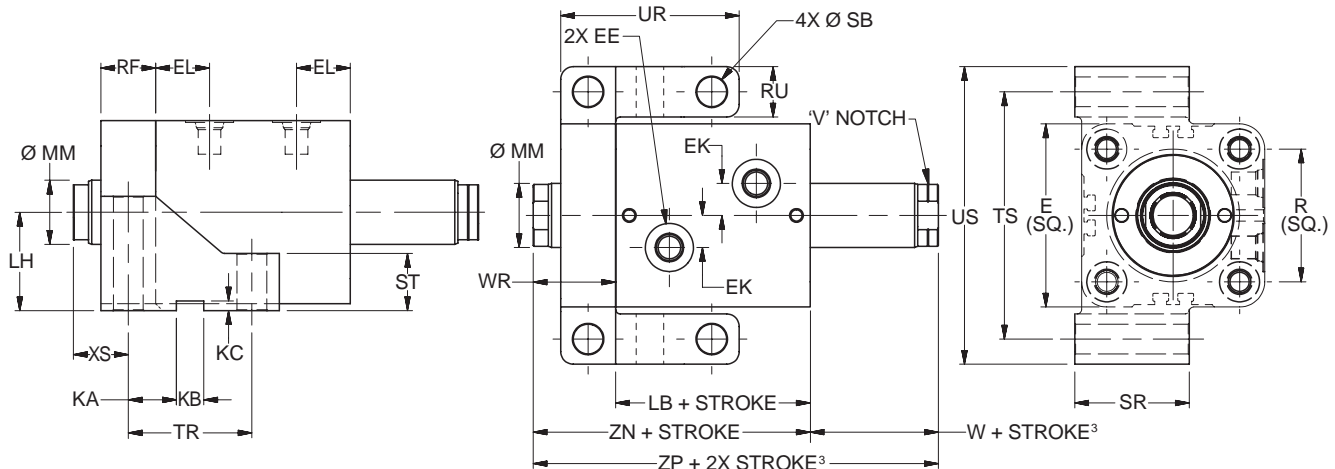 RF
EL
EL
Ø MM
LH
ST
XS
KC
KA
KB
TR
UR
4X Ø SB
2X EE
RU
'V' NOTCH
Ø MM
EK
WR
EK
LB + STROKE
ZN + STROKE
W + STROKE³
ZP + 2X STROKE³
US
TS
E
(SQ.)
R
(SQ.)
SR